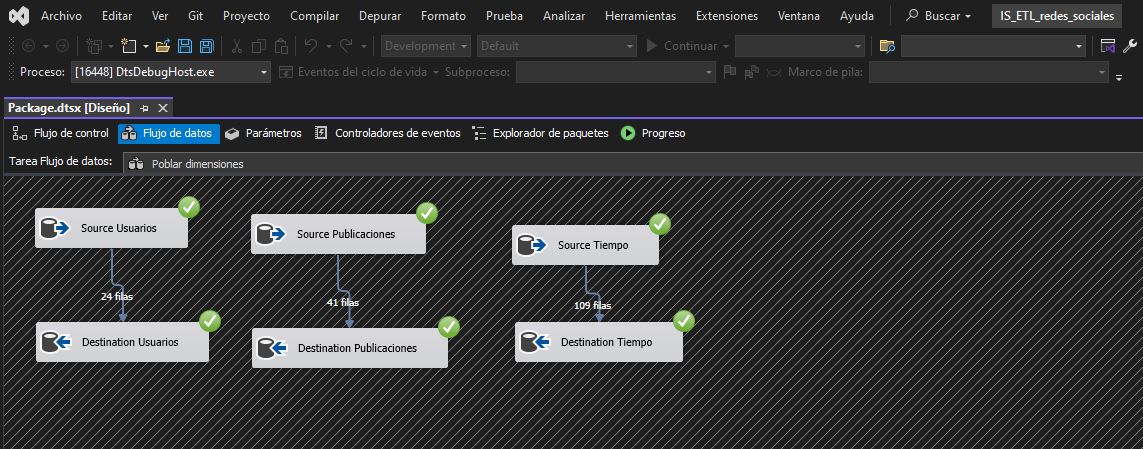 Archivo Editar Ver Git Proyecto Compilar Depurar Formato Prueba Analizar Herramientas Extensiones Ventana Ayuda Buscar IS_ETL_redes_sociales
Development Default Continuar
Proceso: [16448] DtsDebugHost.exe Eventos del ciclo de vida Subproceso: Marco de pila:
Package.dtsx [Diseño]
Flujo de control Flujo de datos Parámetros Controladores de eventos Explorador de paquetes Progreso
Tarea Flujo de datos: Poblar dimensiones
Source Usuarios Source Publicaciones Source Tiempo
24 filas 41 filas 109 filas
Destination Usuarios Destination Publicaciones Destination Tiempo